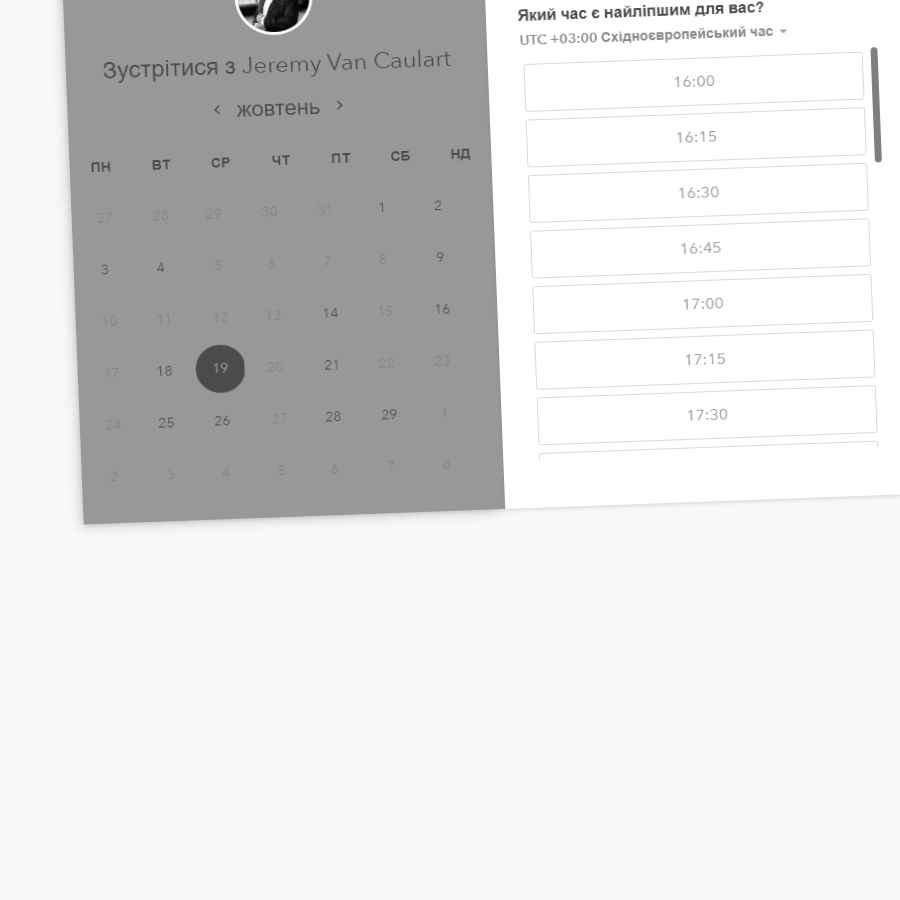 Зустрітися з Jeremy Van Caulart
жовтень
ПН ВТ СР ЧТ ПТ СБ НД
27 28 29 30 31 1 2
3 4 5 6 7 8 9
10 11 12 13 14 15 16
17 18 19 20 21 22 23
24 25 26 27 28 29 1
2 3 4 5 6 7 8
Який час є найліпшим для вас?
UTC +03:00 Східноєвропейський час
16:00
16:15
16:30
16:45
17:00
17:15
17:30